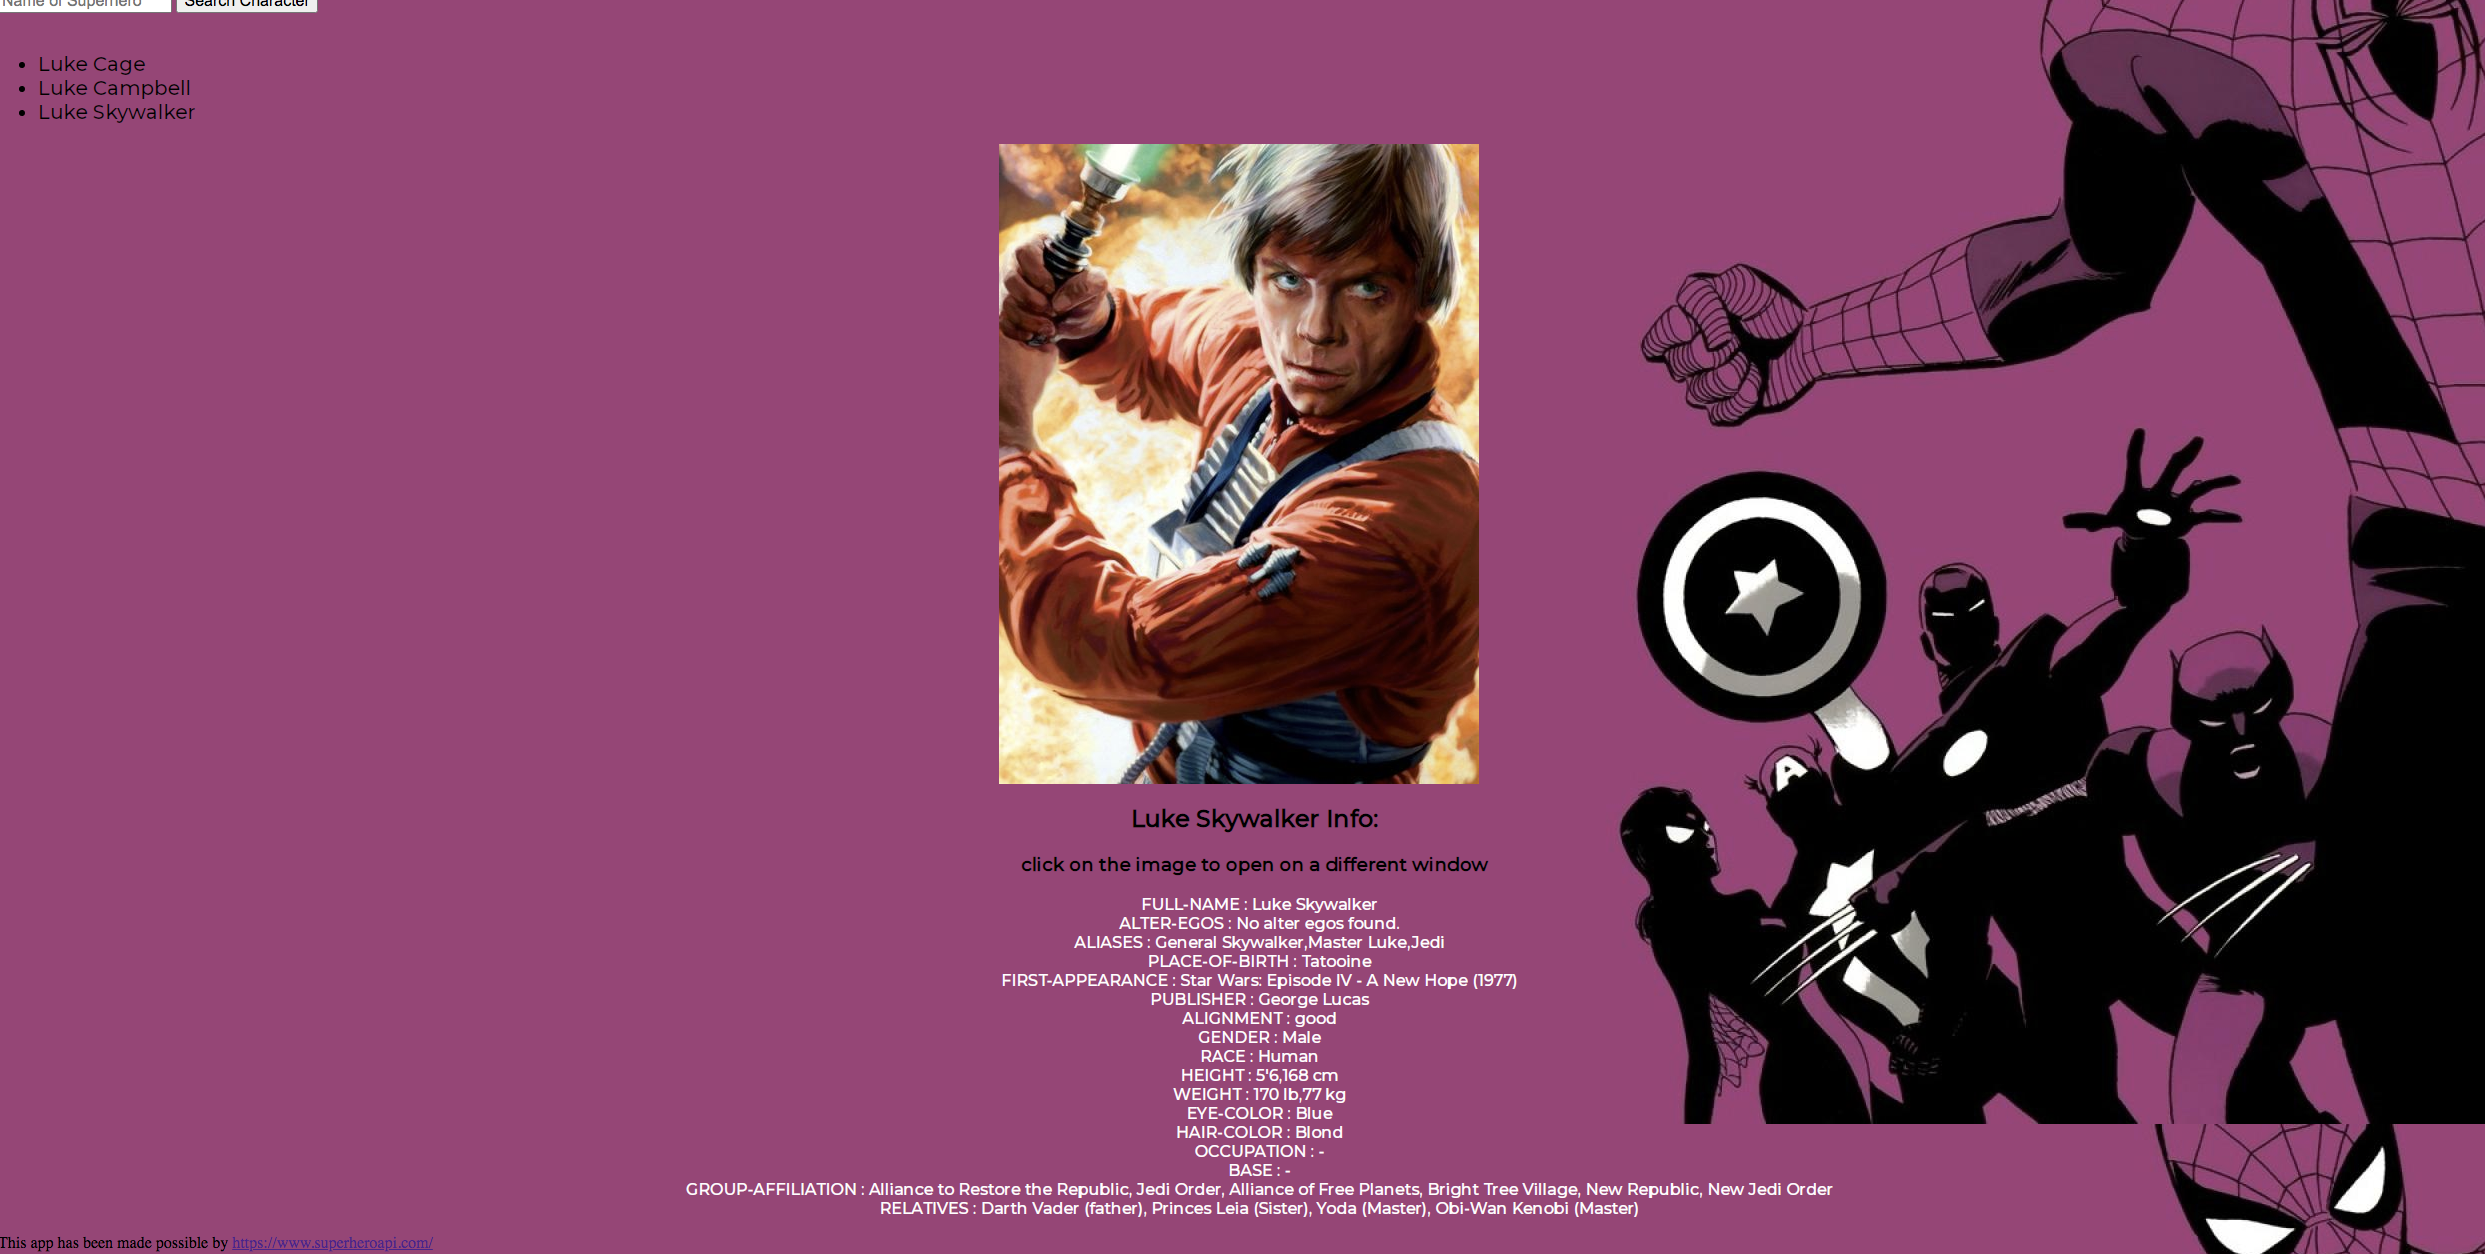 Name of Superhero Search Character
Luke Cage
Luke Campbell
Luke Skywalker
A
Luke Skywalker Info:
click on the image to open on a different window
FULL-NAME : Luke Skywalker
ALTER-EGOS : No alter egos found.
ALIASES : General Skywalker,Master Luke,Jedi
PLACE-OF-BIRTH : Tatooine
FIRST-APPEARANCE : Star Wars: Episode IV - A New Hope (1977)
PUBLISHER : George Lucas
ALIGNMENT : good
GENDER : Male
RACE : Human
HEIGHT : 5'6,168 cm
WEIGHT : 170 lb,77 kg
EYE-COLOR : Blue
HAIR-COLOR : Blond
OCCUPATION : -
BASE : -
GROUP-AFFILIATION : Alliance to Restore the Republic, Jedi Order, Alliance of Free Planets, Bright Tree Village, New Republic, New Jedi Order
RELATIVES : Darth Vader (father), Princes Leia (Sister), Yoda (Master), Obi-Wan Kenobi (Master)
This app has been made possible by https://www.superheroapi.com/